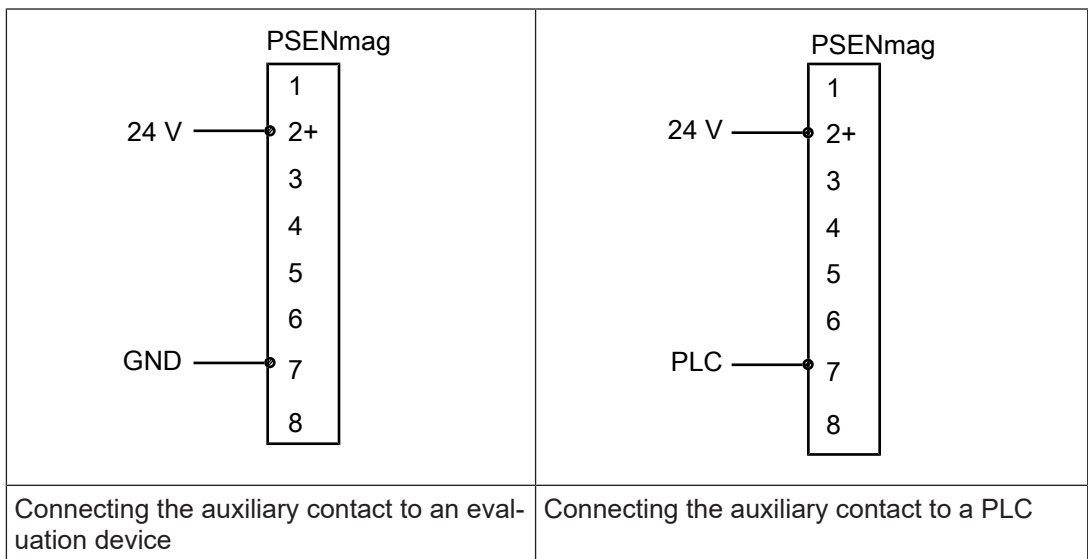 PSENmag
1
24 V
2+
3
4
5
6
GND
7
8
Connecting the auxiliary contact to an eval-
uation device
PSENmag
1
24 V
2+
3
4
5
6
PLC
7
8
Connecting the auxiliary contact to a PLC